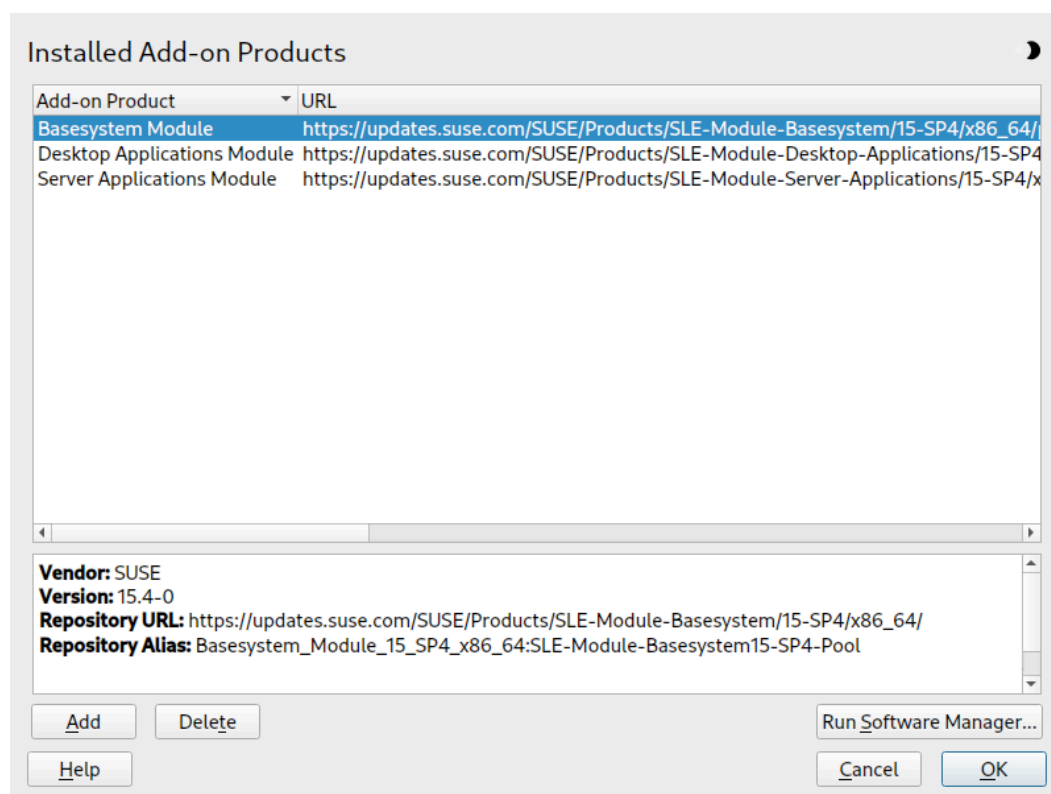 Installed Add-on Products
Add-on Product URL
Basesystem Module https://updates.suse.com/SUSE/Products/SLE-Module-Basesystem/15-SP4/x86_64/
Desktop Applications Module https://updates.suse.com/SUSE/Products/SLE-Module-Desktop-Applications/15-SP4
Server Applications Module https://updates.suse.com/SUSE/Products/SLE-Module-Server-Applications/15-SP4/x
Vendor: SUSE
Version: 15.4-0
Repository URL: https://updates.suse.com/SUSE/Products/SLE-Module-Basesystem/15-SP4/x86_64/
Repository Alias: Basesystem_Module_15_SP4_x86_64:SLE-Module-Basesystem15-SP4-Pool
Add Delete Run Software Manager...
Help Cancel OK